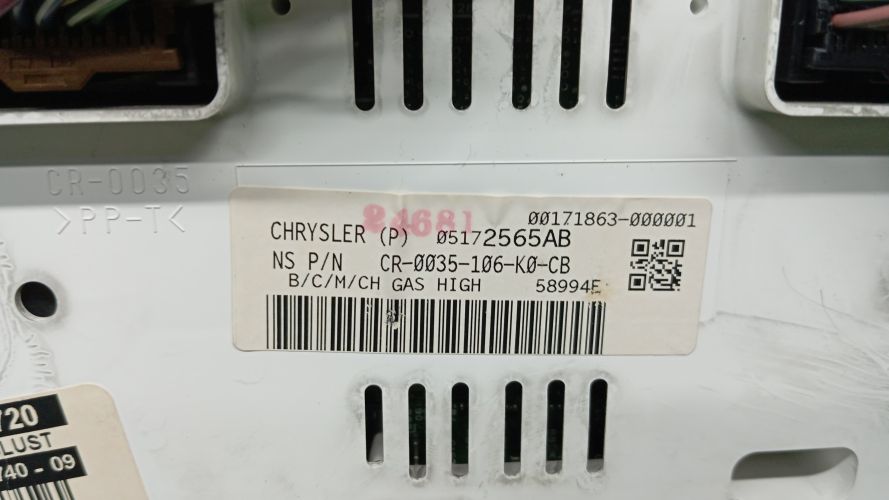 CR-0035
>PP-T<
24681
00171863-000001
CHRYSLER (P) 05172565AB
NS P/N CR-0035-106-K0-CB
B/C/M/CH GAS HIGH 58994E
720
LUST
740-09